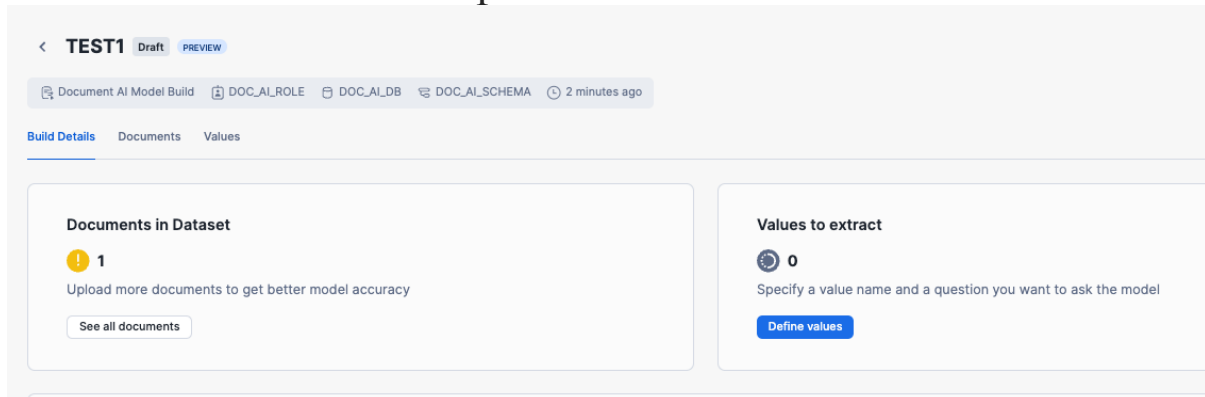 TEST1 Draft PREVIEW
Document AI Model Build DOC_AI_ROLE DOC_AI_DB DOC_AI_SCHEMA 2 minutes ago
Build Details Documents Values
Documents in Dataset
1
Upload more documents to get better model accuracy
See all documents
Values to extract
0
Specify a value name and a question you want to ask the model
Define values